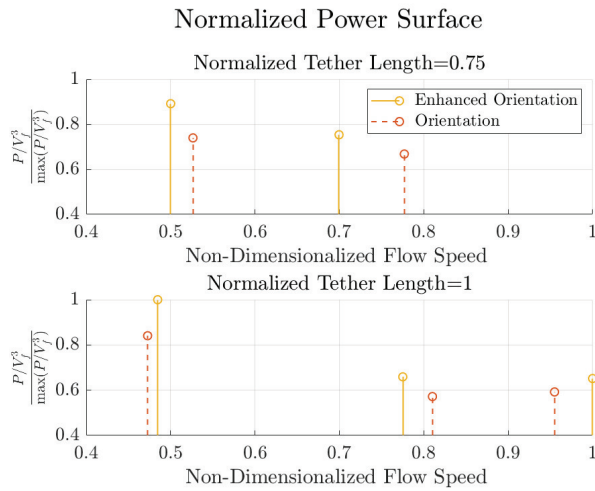 Normalized Power Surface
Normalized Tether Length=0.75
P/V_f^3
max(P/V_f^3)
1
0.8
0.6
0.4
Enhanced Orientation
Orientation
0.4 0.5 0.6 0.7 0.8 0.9 1
Non-Dimensionalized Flow Speed
Normalized Tether Length=1
P/V_f^3
max(P/V_f^3)
1
0.8
0.6
0.4
0.4 0.5 0.6 0.7 0.8 0.9 1
Non-Dimensionalized Flow Speed